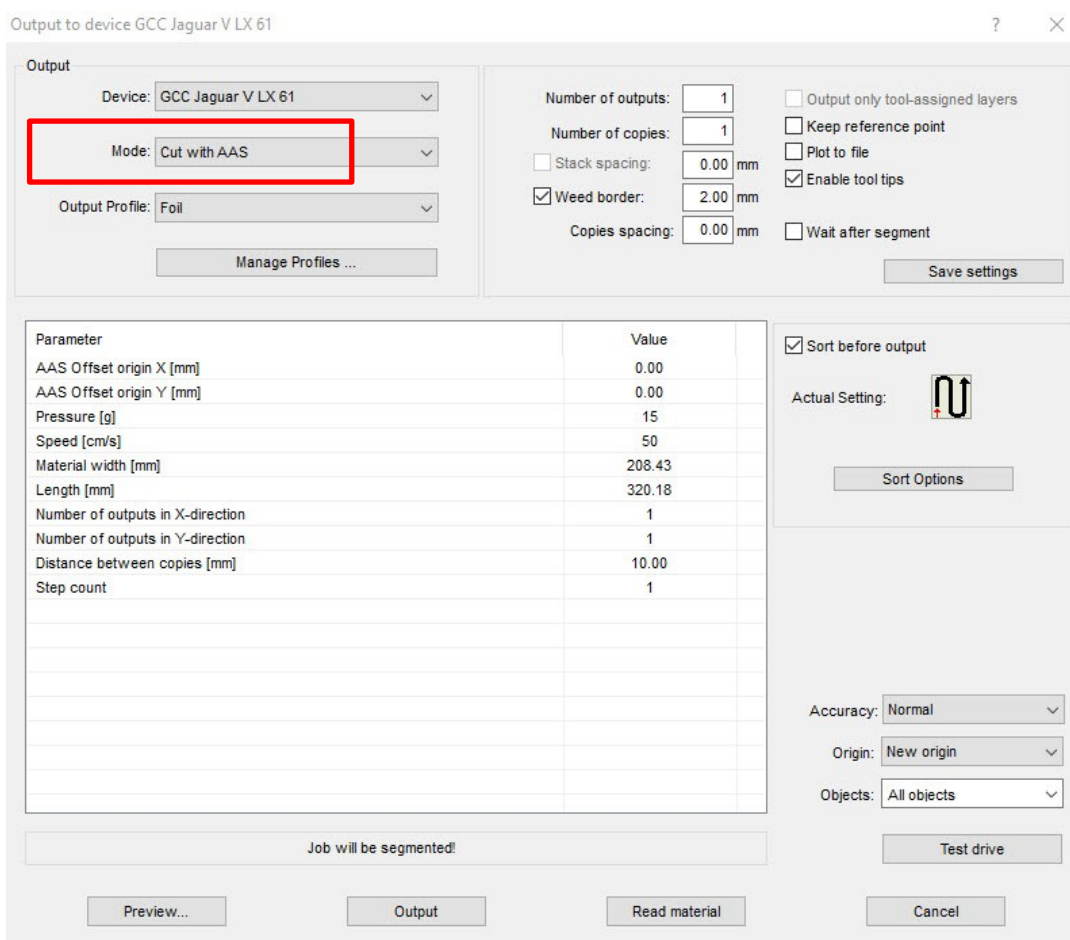 Output to device GCC Jaguar V LX 61
?
Output
Device: GCC Jaguar V LX 61
Mode: Cut with AAS
Output Profile: Foil
Manage Profiles ...
Number of outputs: 1
Number of copies: 1
Stack spacing: 0.00 mm
Weed border: 2.00 mm
Copies spacing: 0.00 mm
Output only tool-assigned layers
Keep reference point
Plot to file
Enable tool tips
Wait after segment
Save settings
Parameter Value
AAS Offset origin X [mm] 0.00
AAS Offset origin Y [mm] 0.00
Pressure [g] 15
Speed [cm/s] 50
Material width [mm] 208.43
Length [mm] 320.18
Number of outputs in X-direction 1
Number of outputs in Y-direction 1
Distance between copies [mm] 10.00
Step count 1
Sort before output
Actual Setting:
Sort Options
Accuracy: Normal
Origin: New origin
Objects: All objects
Job will be segmented!
Test drive
Preview...
Output
Read material
Cancel